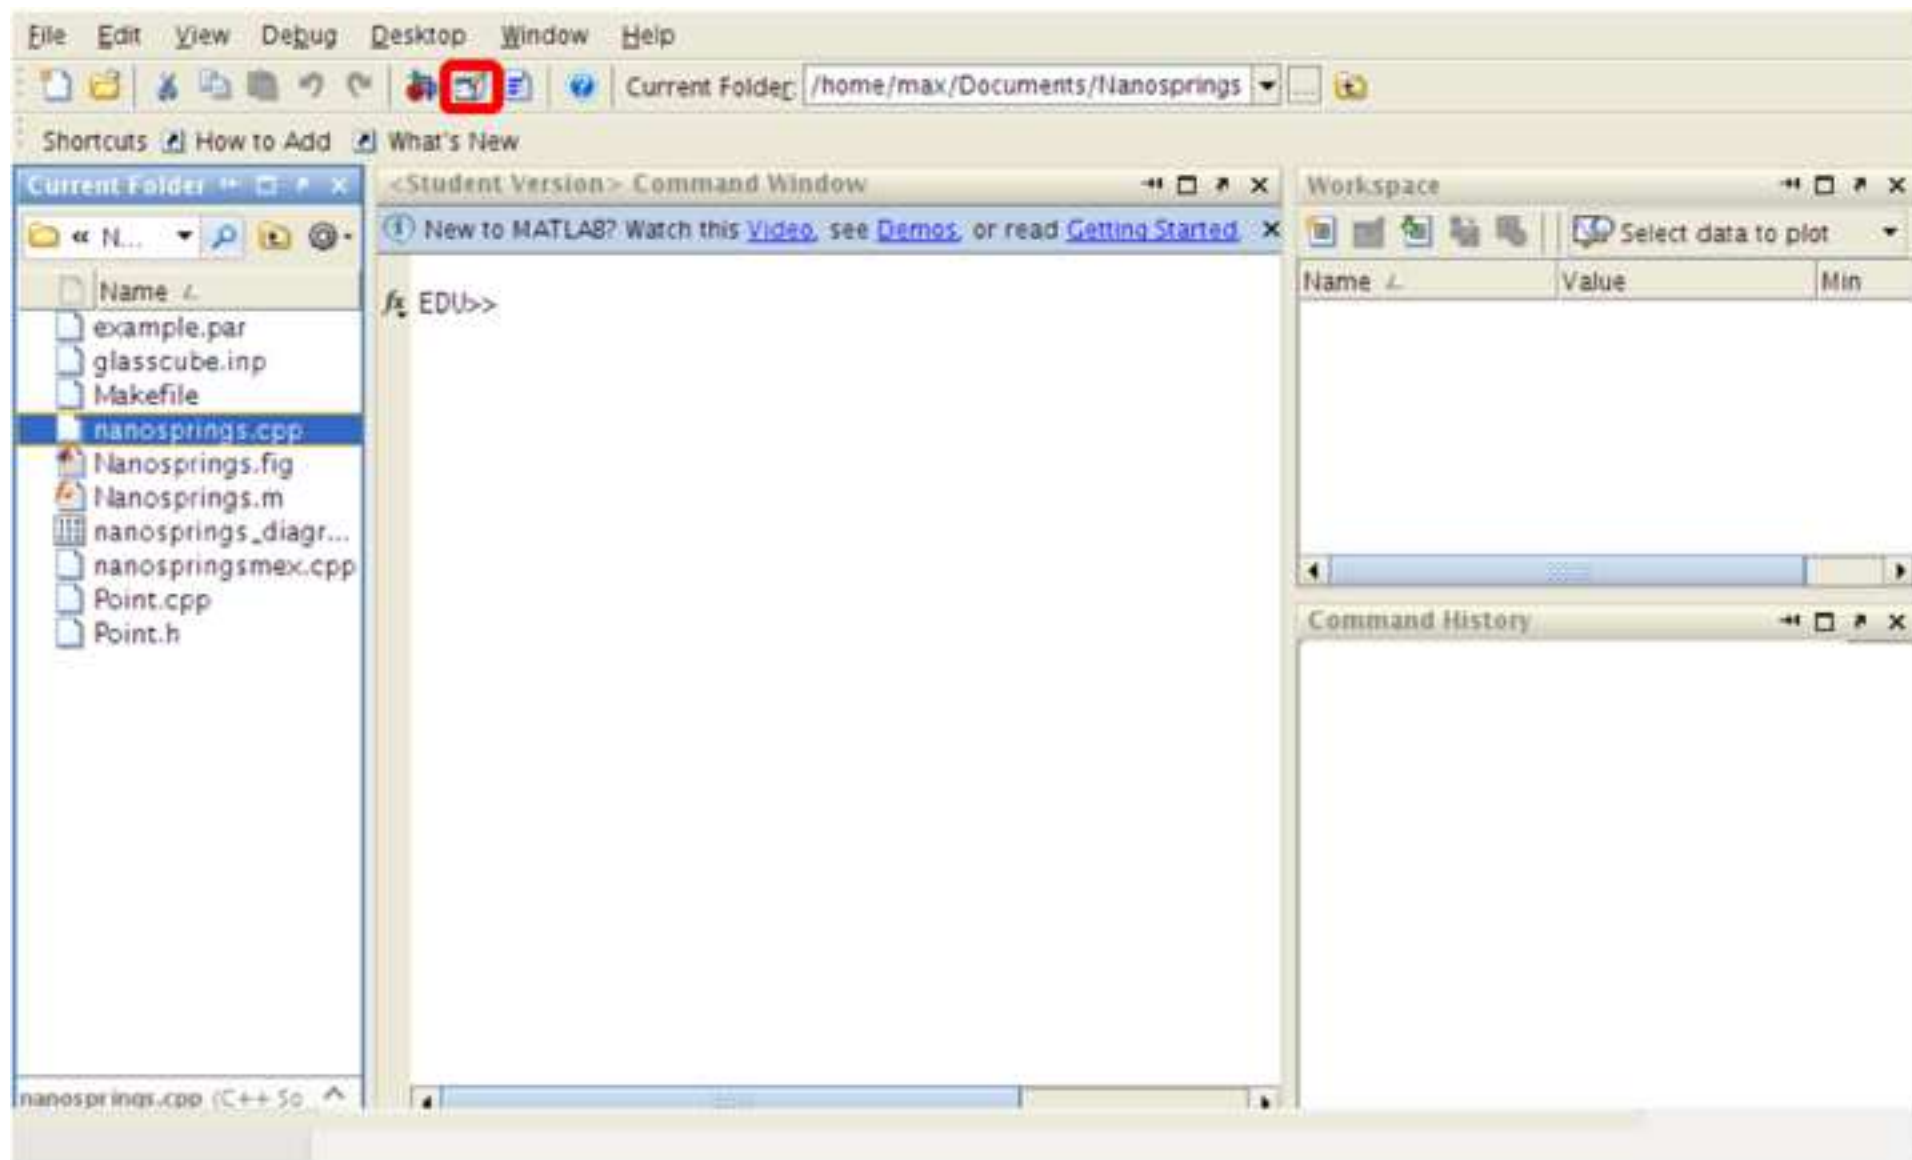 File Edit View Debug Desktop Window Help
Current Folder: /home/max/Documents/Nanosprings
Shortcuts How to Add What's New
Current Folder
« N...
Name
example.par
glasscube.inp
Makefile
nanosprings.cpp
Nanosprings.fig
Nanosprings.m
nanosprings_diagr...
nanospringsmex.cpp
Point.cpp
Point.h
nanosprings.cpp (C++ So
<Student Version> Command Window
New to MATLAB? Watch this Video, see Demos, or read Getting Started.
fx EDU>>
Workspace
Select data to plot
Name Value Min
Command History